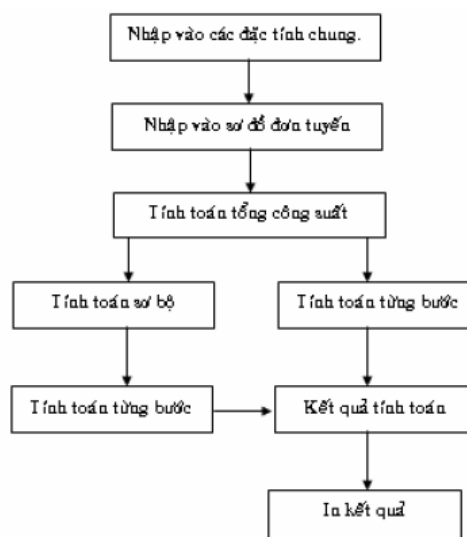 Nhập vào các đặc tính chung.
Nhập vào sơ đồ đơn tuyến
Tính toán tổng công suất
Tính toán sơ bộ
Tính toán từng bước
Tính toán từng bước
Kết quả tính toán
In kết quả